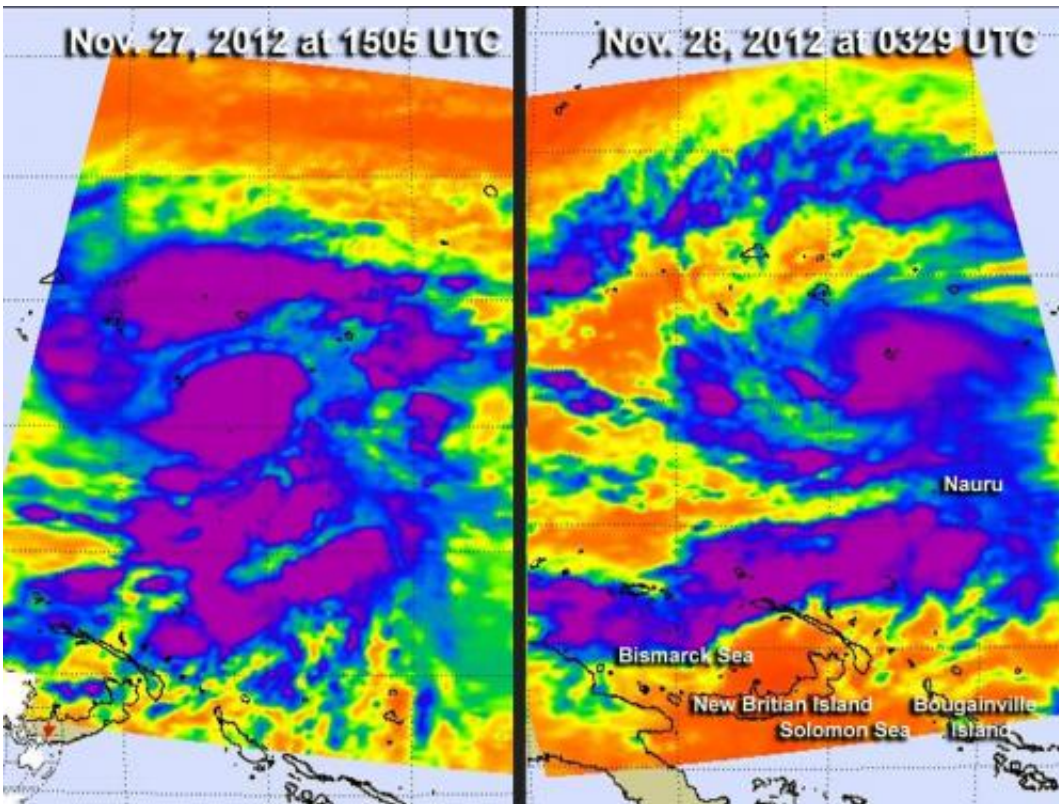 Nov. 27, 2012 at 1505 UTC
Nov. 28, 2012 at 0329 UTC
Nauru
Bismarck Sea
New Britian Island
Bougainville
Island
Solomon Sea